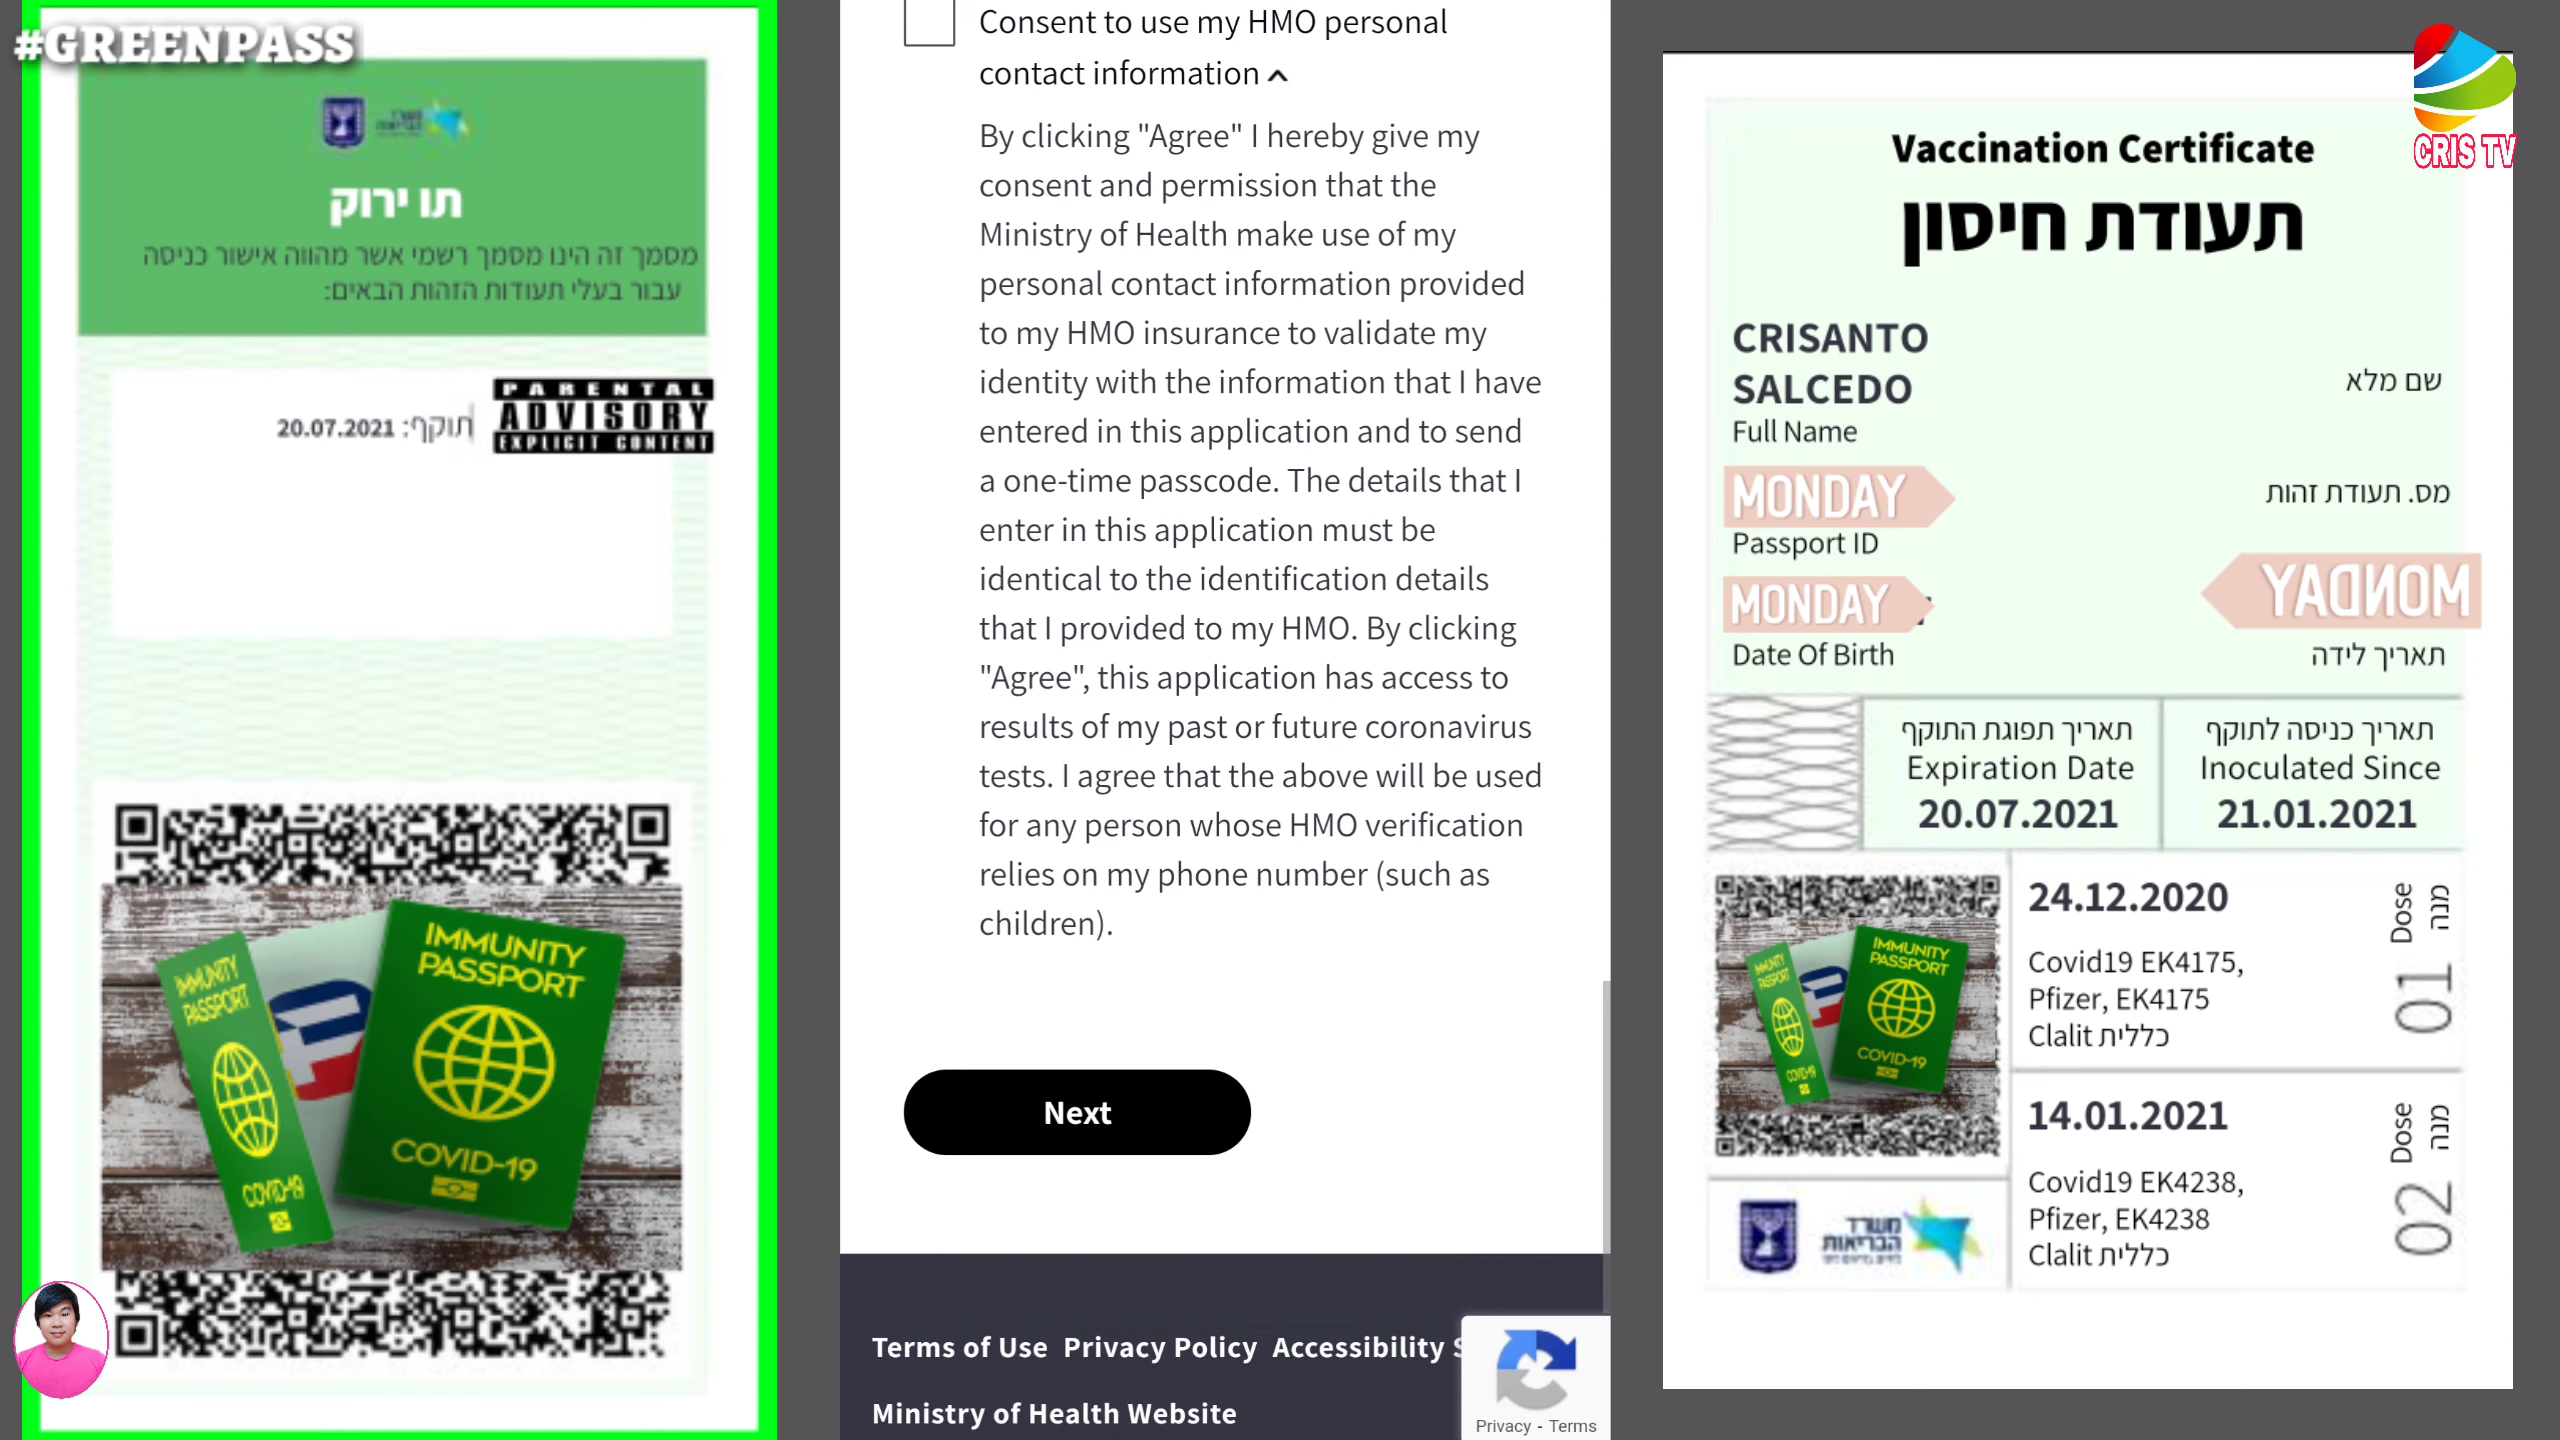 #GREENPASS
תו ירוק
מסמך זה הינו מסמך רשמי אשר מהווה אישור כניסה
עבור בעלי תעודות הזהות הבאים:
PARENTAL
ADVISORY
EXPLICIT CONTENT
תוקף: 20.07.2021
IMMUNITY
PASSPORT
COVID-19
IMMUNITY
PASSPORT
COVID-19
Consent to use my HMO personal
contact information
By clicking "Agree" I hereby give my
consent and permission that the
Ministry of Health make use of my
personal contact information provided
to my HMO insurance to validate my
identity with the information that I have
entered in this application and to send
a one-time passcode. The details that I
enter in this application must be
identical to the identification details
that I provided to my HMO. By clicking
"Agree", this application has access to
results of my past or future coronavirus
tests. I agree that the above will be used
for any person whose HMO verification
relies on my phone number (such as
children).
Next
Terms of Use Privacy Policy Accessibility
Ministry of Health Website
Privacy - Terms
CRIS TV
Vaccination Certificate
תעודת חיסון
CRISANTO
SALCEDO
Full Name
שם מלא
MONDAY
מס. תעודת זהות
Passport ID
MONDAY
MONDAY
Date Of Birth
תאריך לידה
תאריך תפוגת התוקף
Expiration Date
20.07.2021
תאריך כניסה לתוקף
Inoculated Since
21.01.2021
IMMUNITY
PASSPORT
COVID-19
IMMUNITY
PASSPORT
COVID-19
24.12.2020
Covid19 EK4175,
Pfizer, EK4175
Clalit כללית
Dose מנה
01
14.01.2021
Covid19 EK4238,
Pfizer, EK4238
Clalit כללית
Dose מנה
02
משרד
הבריאות